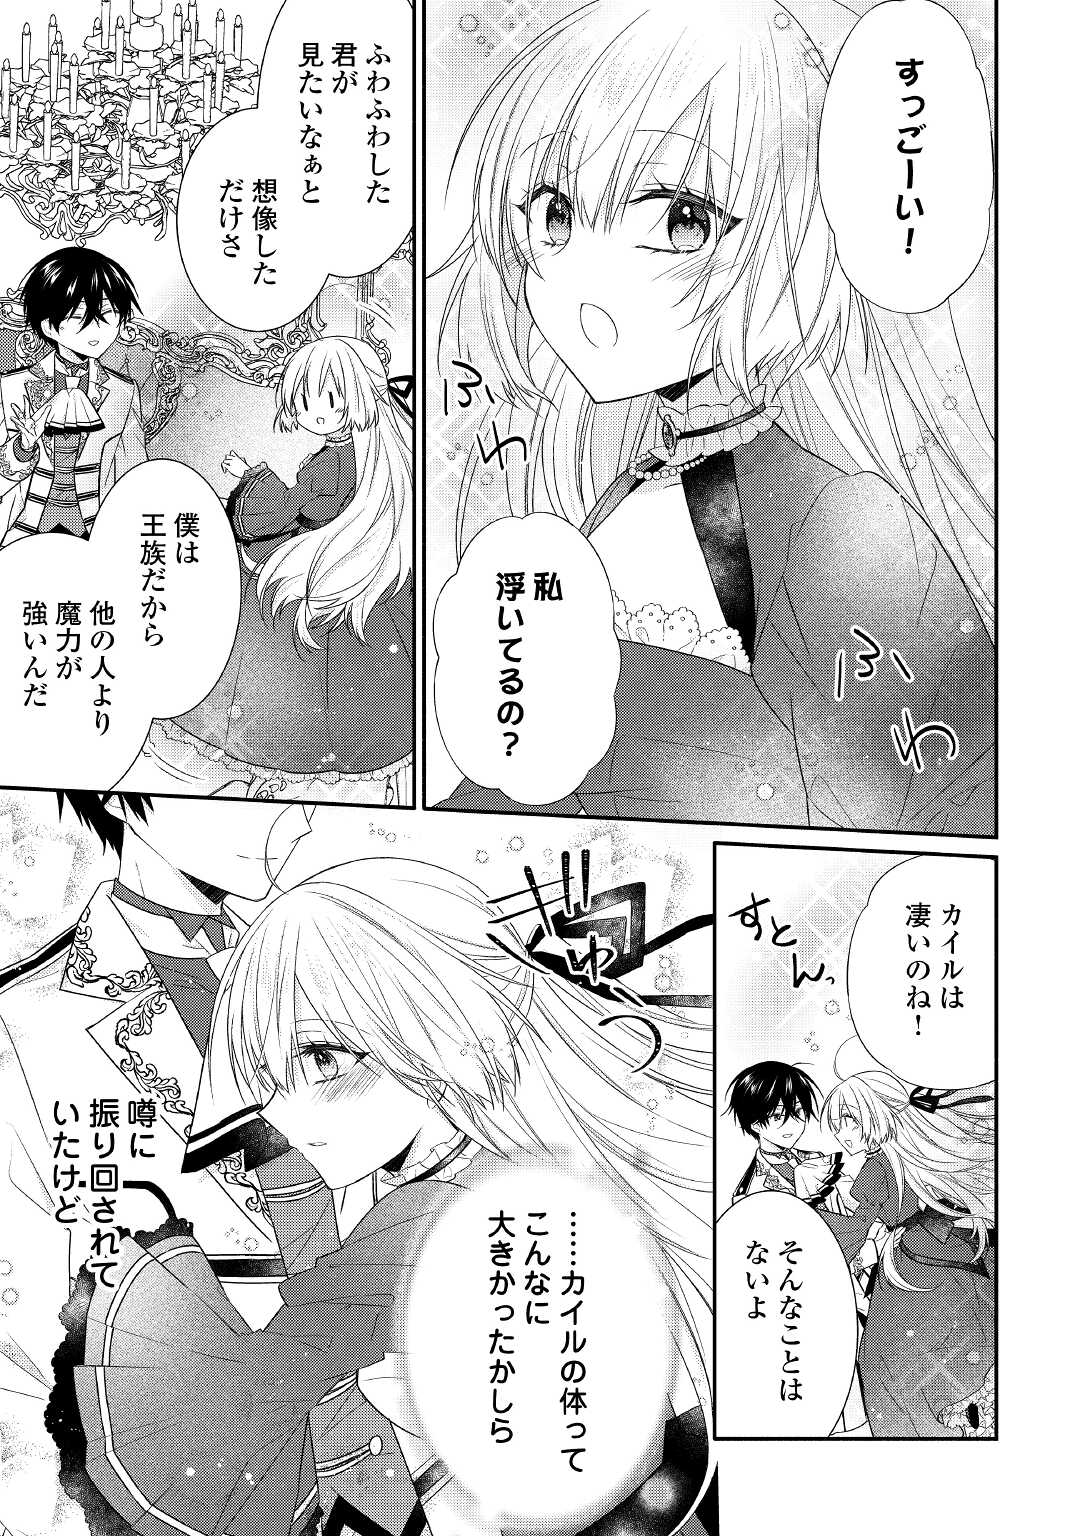 すっごーい！
ふわ
私
浮いてるの？
ふわ
ふわふわした
君が
見たいなぁと
想像した
だけさ
僕は
王族だから
他の人より
魔力が
強いんだ
カイルは
凄いのね！
すとんっ
そんなことは
ないよ
ぎゅっ
……カイルの体って
こんなに
大きかったかしら
噂に
振り回されて
いたけど